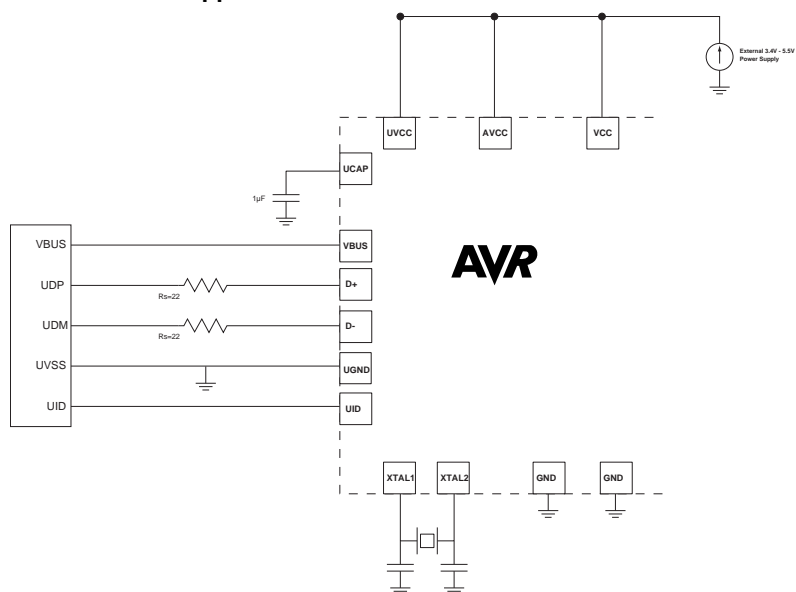 External 3.4V - 5.5V
Power Supply
UVCC
AVCC
VCC
UCAP
1µF
VBUS
VBUS
UDP
Rs=22
D+
UDM
Rs=22
D-
UVSS
UGND
UID
UID
AVR
XTAL1
XTAL2
GND
GND